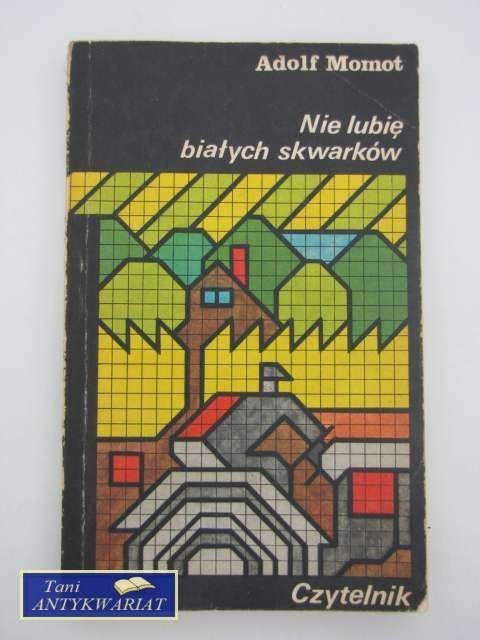 Adolf Momot
Nie lubię
białych skwarków
Czytelnik
Tani
ANTYKWARIAT